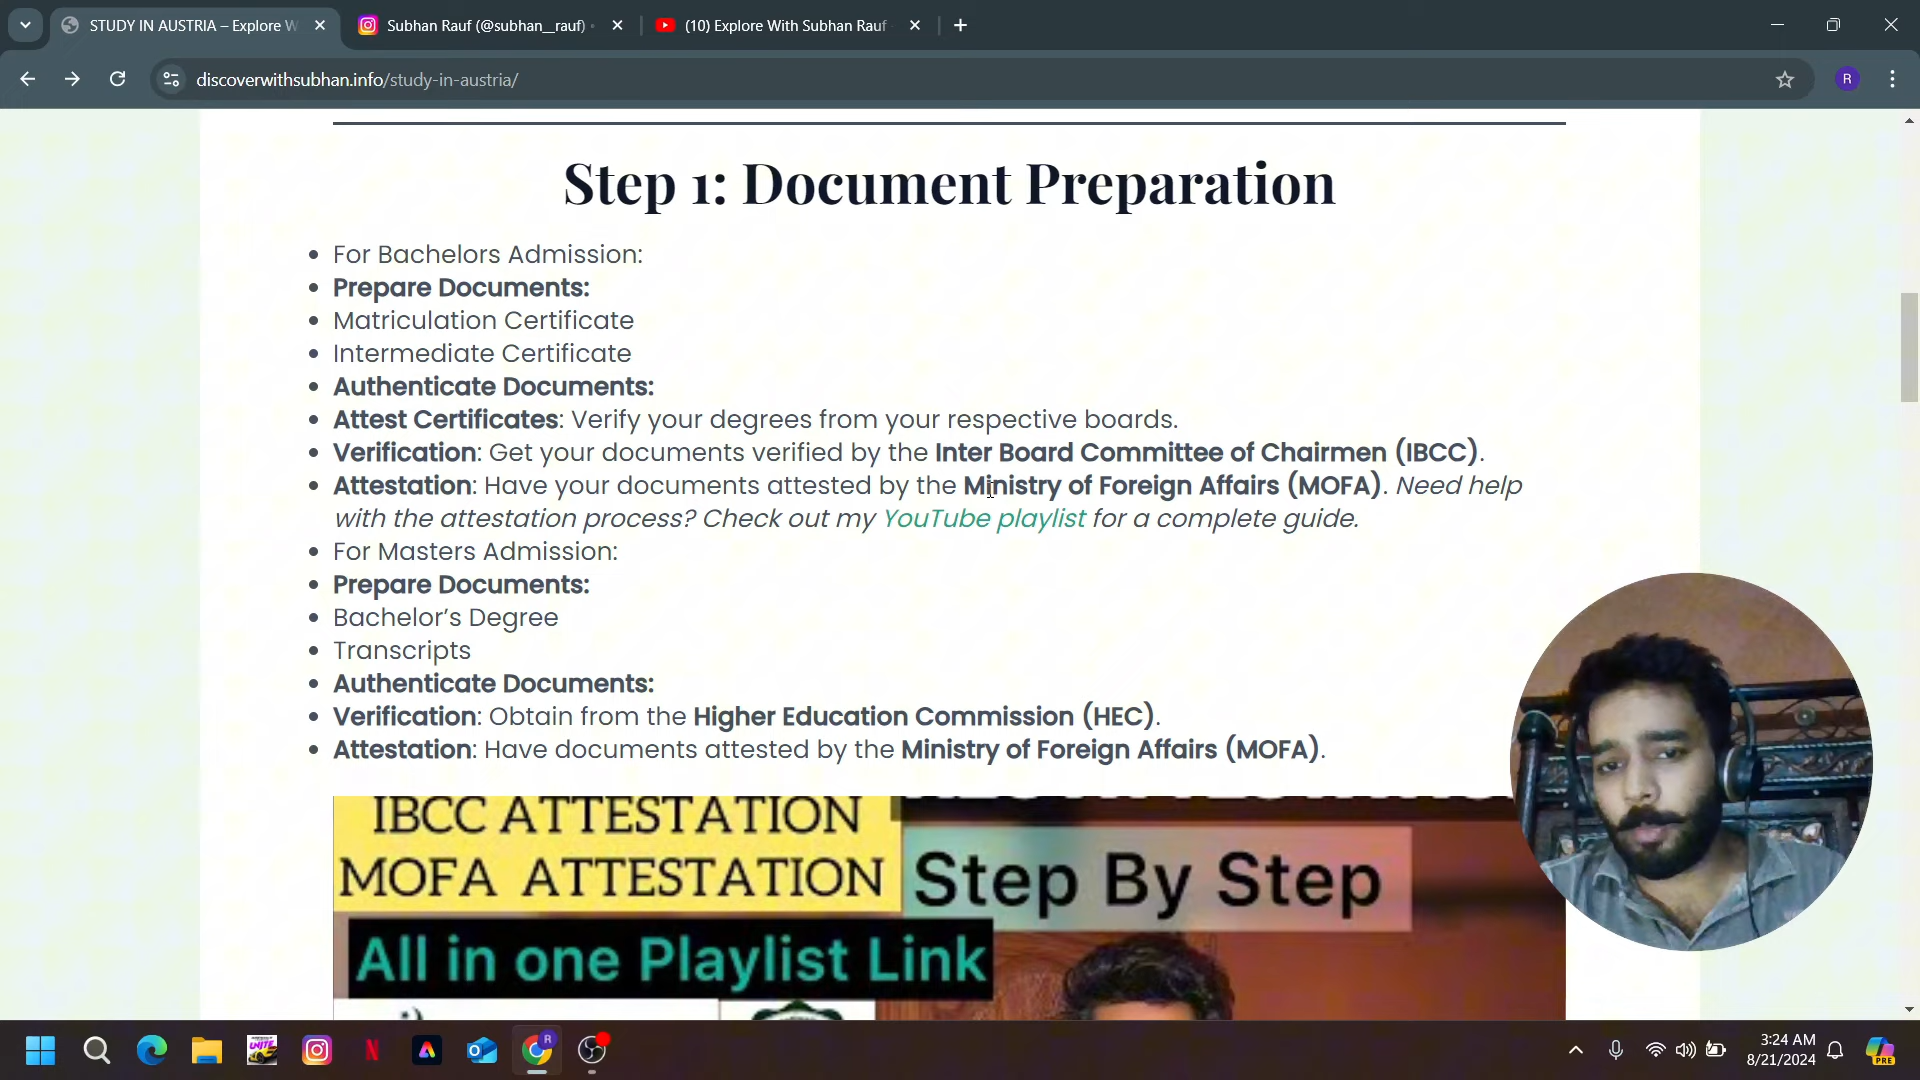 STUDY IN AUSTRIA – Explore W
Subhan Rauf (@subhan__rauf)
(10) Explore With Subhan Rauf
discoverwithsubhan.info/study-in-austria/
R
Step 1: Document Preparation
For Bachelors Admission:
Prepare Documents:
Matriculation Certificate
Intermediate Certificate
Authenticate Documents:
Attest Certificates: Verify your degrees from your respective boards.
Verification: Get your documents verified by the Inter Board Committee of Chairmen (IBCC).
Attestation: Have your documents attested by the Ministry of Foreign Affairs (MOFA). Need help
with the attestation process? Check out my YouTube playlist for a complete guide.
For Masters Admission:
Prepare Documents:
Bachelor’s Degree
Transcripts
Authenticate Documents:
Verification: Obtain from the Higher Education Commission (HEC).
Attestation: Have documents attested by the Ministry of Foreign Affairs (MOFA).
IBCC ATTESTATION
MOFA ATTESTATION
Step By Step
All in one Playlist Link
UNITE
N
R
3:24 AM
8/21/2024
PRE